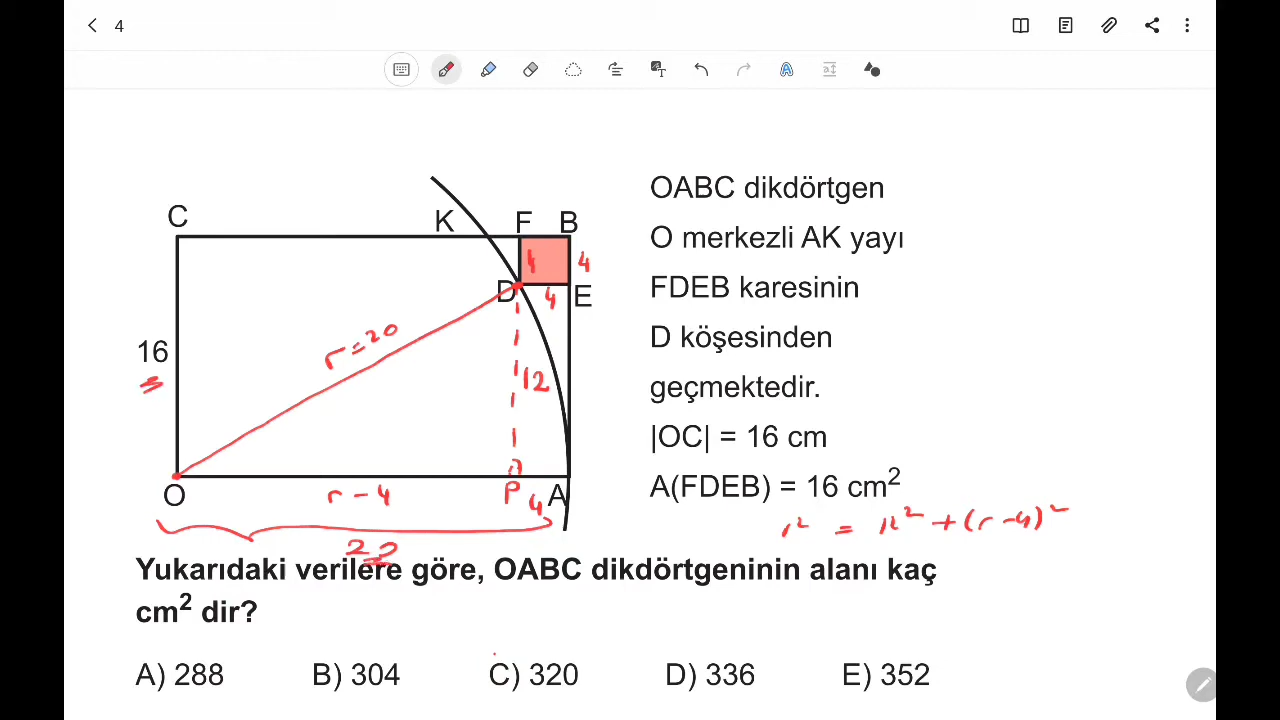 4
C
K
F
B
4
4
D
4
E
r = 20
16
12
O
r - 4
P
4
A
20
OABC dikdörtgen
O merkezli AK yayı
FDEB karesinin
D köşesinden
geçmektedir.
|OC| = 16 cm
A(FDEB) = 16 cm²
r² = 12² + (r - 4)²
Yukarıdaki verilere göre, OABC dikdörtgeninin alanı kaç
cm² dir?
A) 288 B) 304 C) 320 D) 336 E) 352